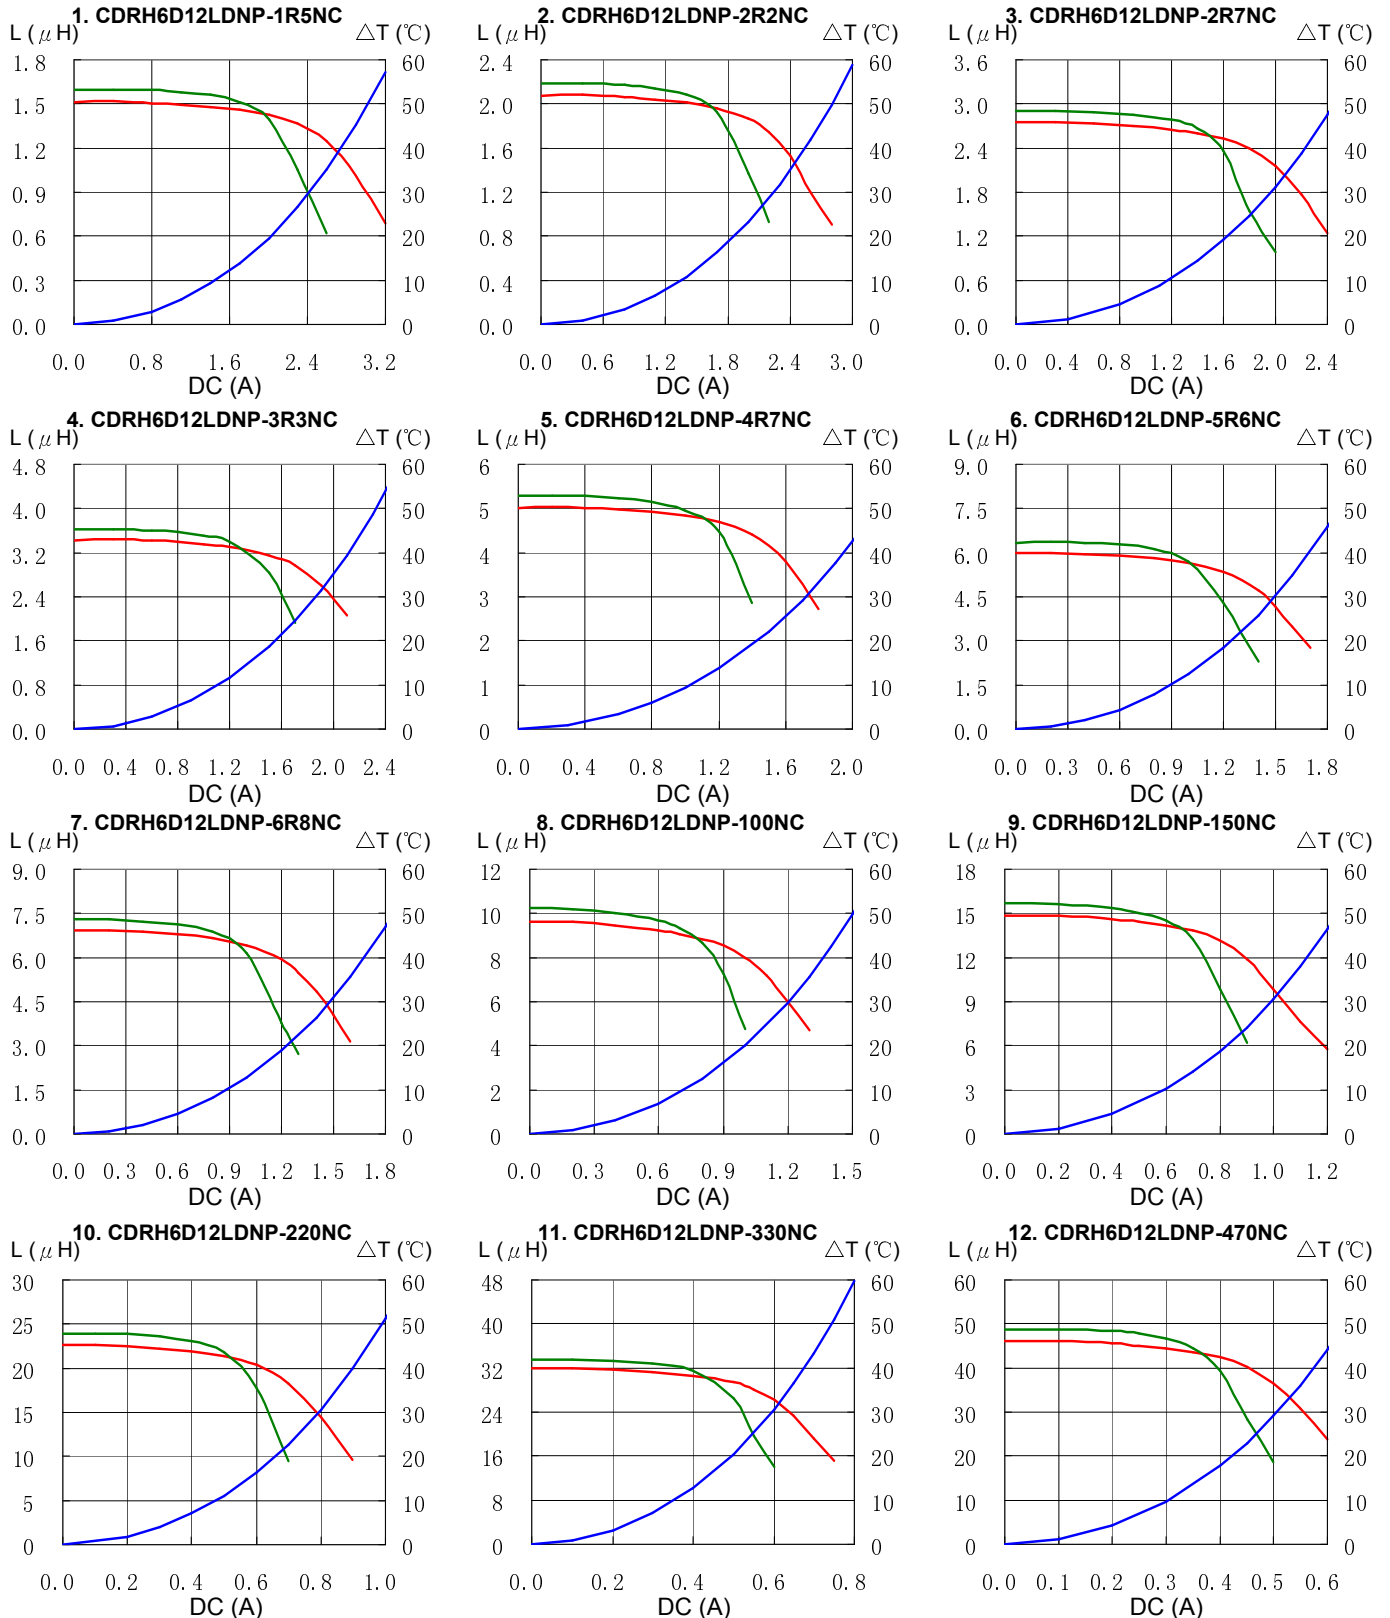 1. CDRH6D12LDNP-1R5NC
L (μH) △T (℃)
1.8 60
1.5 50
1.2 40
0.9 30
0.6 20
0.3 10
0.0 0
0.0 0.8 1.6 2.4 3.2
DC (A)
2. CDRH6D12LDNP-2R2NC
L (μH) △T (℃)
2.4 60
2.0 50
1.6 40
1.2 30
0.8 20
0.4 10
0.0 0
0.0 0.6 1.2 1.8 2.4 3.0
DC (A)
3. CDRH6D12LDNP-2R7NC
L (μH) △T (℃)
3.6 60
3.0 50
2.4 40
1.8 30
1.2 20
0.6 10
0.0 0
0.0 0.4 0.8 1.2 1.6 2.0 2.4
DC (A)
4. CDRH6D12LDNP-3R3NC
L (μH) △T (℃)
4.8 60
4.0 50
3.2 40
2.4 30
1.6 20
0.8 10
0.0 0
0.0 0.4 0.8 1.2 1.6 2.0 2.4
DC (A)
5. CDRH6D12LDNP-4R7NC
L (μH) △T (℃)
6 60
5 50
4 40
3 30
2 20
1 10
0 0
0.0 0.4 0.8 1.2 1.6 2.0
DC (A)
6. CDRH6D12LDNP-5R6NC
L (μH) △T (℃)
9.0 60
7.5 50
6.0 40
4.5 30
3.0 20
1.5 10
0.0 0
0.0 0.3 0.6 0.9 1.2 1.5 1.8
DC (A)
7. CDRH6D12LDNP-6R8NC
L (μH) △T (℃)
9.0 60
7.5 50
6.0 40
4.5 30
3.0 20
1.5 10
0.0 0
0.0 0.3 0.6 0.9 1.2 1.5 1.8
DC (A)
8. CDRH6D12LDNP-100NC
L (μH) △T (℃)
12 60
10 50
8 40
6 30
4 20
2 10
0 0
0.0 0.3 0.6 0.9 1.2 1.5
DC (A)
9. CDRH6D12LDNP-150NC
L (μH) △T (℃)
18 60
15 50
12 40
9 30
6 20
3 10
0 0
0.0 0.2 0.4 0.6 0.8 1.0 1.2
DC (A)
10. CDRH6D12LDNP-220NC
L (μH) △T (℃)
30 60
25 50
20 40
15 30
10 20
5 10
0 0
0.0 0.2 0.4 0.6 0.8 1.0
DC (A)
11. CDRH6D12LDNP-330NC
L (μH) △T (℃)
48 60
40 50
32 40
24 30
16 20
8 10
0 0
0.0 0.2 0.4 0.6 0.8
DC (A)
12. CDRH6D12LDNP-470NC
L (μH) △T (℃)
60 60
50 50
40 40
30 30
20 20
10 10
0 0
0.0 0.1 0.2 0.3 0.4 0.5 0.6
DC (A)